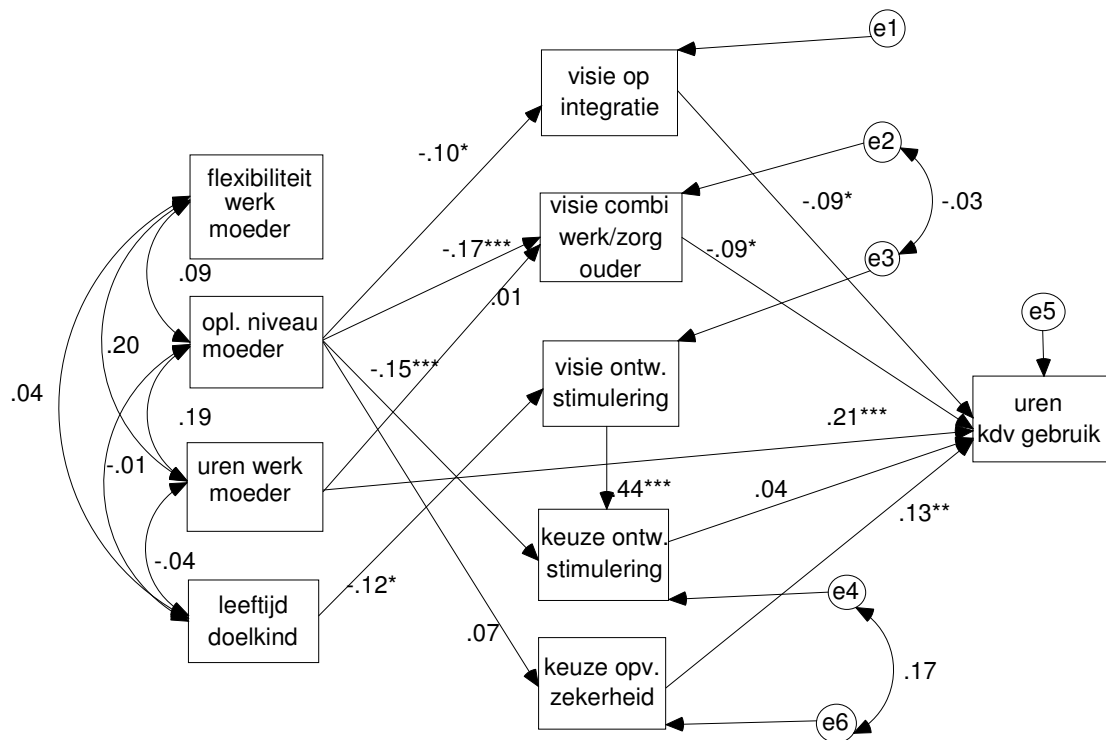 e1
visie op
integratie
e2
-.10*
flexibiliteit
werk
moeder
visie combi
werk/zorg
ouder
-.09*
-.03
-.17***
-.09*
e3
.09
.01
opl. niveau
moeder
e5
.20
visie ontw.
stimulering
-.15***
.04
uren
kdv gebruik
.19
.21***
-.01
uren werk
moeder
.44***
.04
.13**
keuze ontw.
stimulering
-.04
-.12*
e4
leeftijd
doelkind
.07
keuze opv.
zekerheid
.17
e6